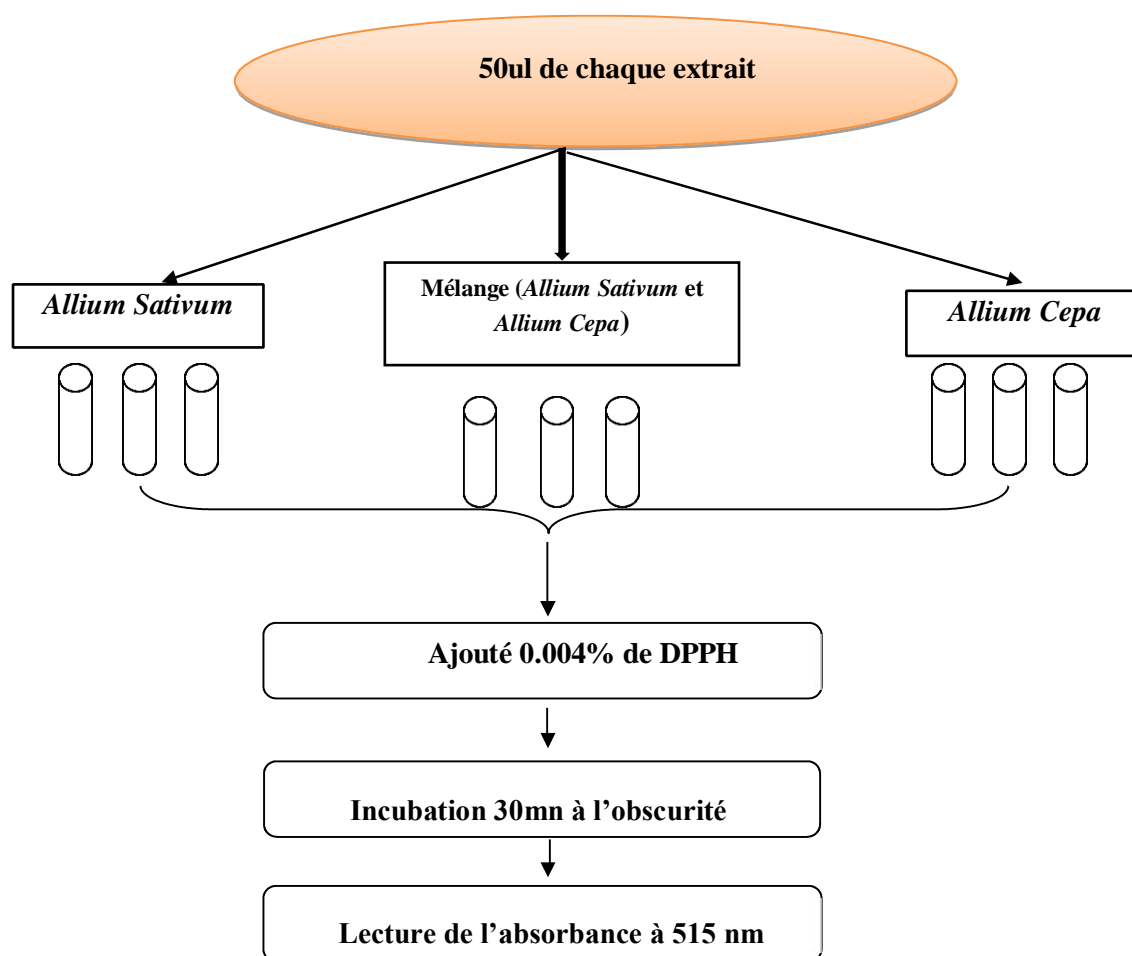 50ul de chaque extrait
Allium Sativum
Mélange (Allium Sativum et
Allium Cepa)
Allium Cepa
Ajouté 0.004% de DPPH
Incubation 30mn à l’obscurité
Lecture de l’absorbance à 515 nm